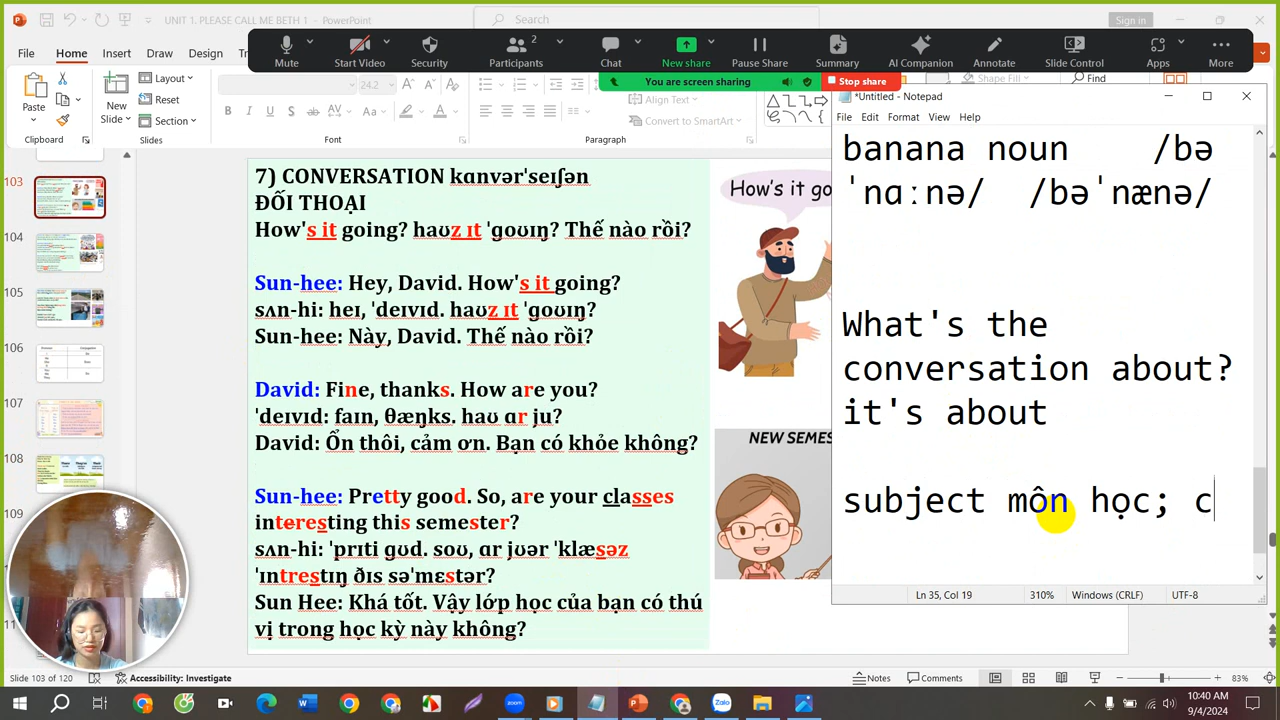 UNIT 1. PLEASE CALL ME BETH 1 - PowerPoint
Search
Sign in
File Home Insert Draw Design
Mute Start Video Security Participants 2 Chat New share Pause Share Summary AI Companion Annotate Slide Control Apps More
You are screen sharing Stop share
Paste
New Slide
Layout
Reset
Section
24.2
B I U S ab
Aa
Align Text
Convert to SmartArt
Shape Fill
Find
Clipboard Slides Font Paragraph
*Untitled - Notepad
File Edit Format View Help
banana noun /bə
ˈnɑːnə/ /bəˈnænə/
What's the
conversation about?
it's about
subject môn học; c
Ln 35, Col 19 310% Windows (CRLF) UTF-8
103
104
105
106
107
108
109
7) CONVERSATION kɑnvərˈseɪʃən
ĐỐI THOẠI
How's it going? haʊz ɪt ˈɡoʊɪŋ? Thế nào rồi?
Sun-hee: Hey, David. How's it going?
sʌn-hi: heɪ, ˈdeɪvɪd. haʊz ɪt ˈɡoʊɪŋ?
Sun-hee: Này, David. Thế nào rồi?
David: Fine, thanks. How are you?
ˈdeɪvɪd: faɪn, θæŋks. haʊ ɑr ju?
David: Ổn thôi, cảm ơn. Bạn có khỏe không?
Sun-hee: Pretty good. So, are your classes
interesting this semester?
sʌn-hi: ˈprɪti ɡʊd. soʊ, ɑr jʊər ˈklæsəz
ˈɪntrestɪŋ ðɪs səˈmɛstər?
Sun Hee: Khá tốt. Vậy lớp học của bạn có thú
vị trong học kỳ này không?
How's it go
NEW SEMES
Slide 103 of 120 Accessibility: Investigate
Notes Comments 83%
10:40 AM
9/4/2024